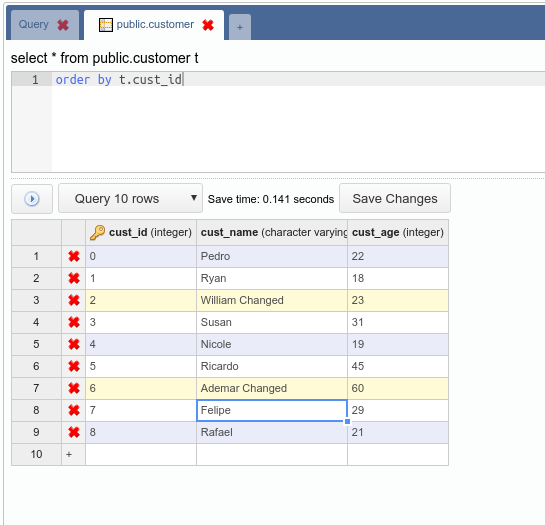 Query public.customer +
select * from public.customer t
1 order by t.cust_id
Query 10 rows Save time: 0.141 seconds Save Changes
cust_id (integer) cust_name (character varying cust_age (integer)
1 0 Pedro 22
2 1 Ryan 18
3 2 William Changed 23
4 3 Susan 31
5 4 Nicole 19
6 5 Ricardo 45
7 6 Ademar Changed 60
8 7 Felipe 29
9 8 Rafael 21
10 +